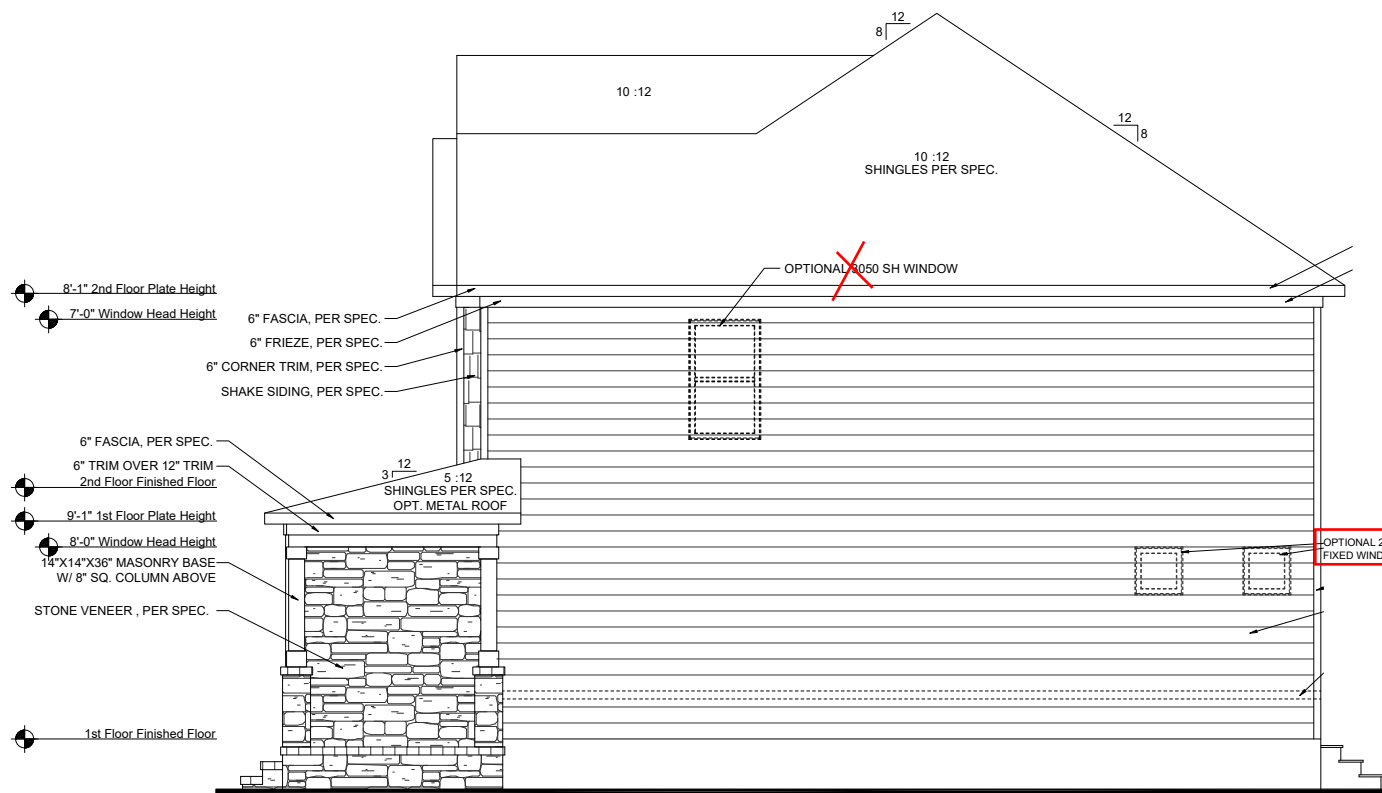 12
8
10 :12
12
8
10 :12
SHINGLES PER SPEC.
OPTIONAL 3050 SH WINDOW
8'-1" 2nd Floor Plate Height
7'-0" Window Head Height
6" FASCIA, PER SPEC.
6" FRIEZE, PER SPEC.
6" CORNER TRIM, PER SPEC.
SHAKE SIDING, PER SPEC.
6" FASCIA, PER SPEC.
6" TRIM OVER 12" TRIM
2nd Floor Finished Floor
12
3
5 :12
SHINGLES PER SPEC.
OPT. METAL ROOF
9'-1" 1st Floor Plate Height
8'-0" Window Head Height
14"X14"X36" MASONRY BASE
W/ 8" SQ. COLUMN ABOVE
STONE VENEER , PER SPEC.
OPTIONAL 2
FIXED WIND
1st Floor Finished Floor